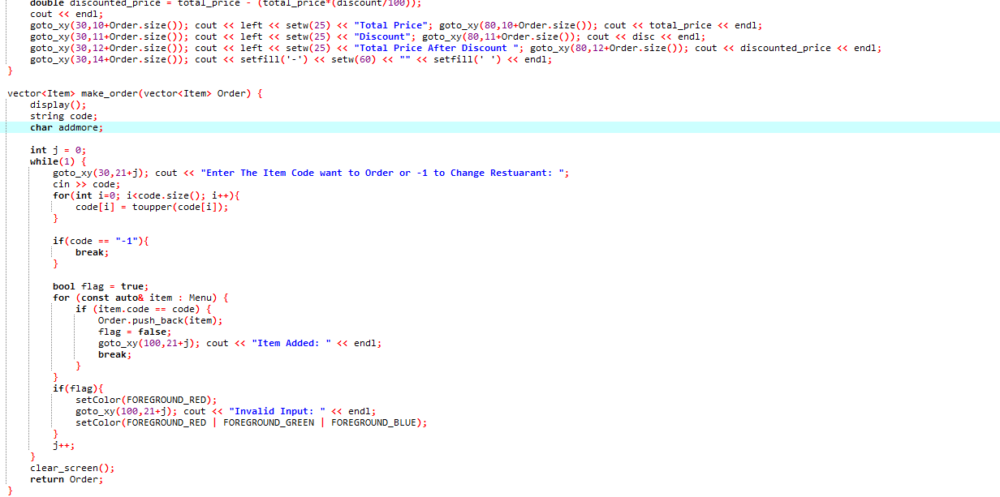 double discounted_price = total_price - (total_price*(discount/100));
cout << endl;
goto_xy(30,10+Order.size()); cout << left << setw(25) << "Total Price"; goto_xy(80,10+Order.size()); cout << total_price << endl;
goto_xy(30,11+Order.size()); cout << left << setw(25) << "Discount"; goto_xy(80,11+Order.size()); cout << disc << endl;
goto_xy(30,12+Order.size()); cout << left << setw(25) << "Total Price After Discount "; goto_xy(80,12+Order.size()); cout << discounted_price << endl;
goto_xy(30,14+Order.size()); cout << setfill('-') << setw(60) << "" << setfill(' ') << endl;
}
vector<Item> make_order(vector<Item> Order) {
display();
string code;
char addmore;
int j = 0;
while(1) {
goto_xy(30,21+j); cout << "Enter The Item Code want to Order or -1 to Change Restuarant: ";
cin >> code;
for(int i=0; i<code.size(); i++){
code[i] = toupper(code[i]);
}
if(code == "-1"){
break;
}
bool flag = true;
for (const auto& item : Menu) {
if (item.code == code) {
Order.push_back(item);
flag = false;
goto_xy(100,21+j); cout << "Item Added: " << endl;
break;
}
}
if(flag){
setColor(FOREGROUND_RED);
goto_xy(100,21+j); cout << "Invalid Input: " << endl;
setColor(FOREGROUND_RED | FOREGROUND_GREEN | FOREGROUND_BLUE);
}
j++;
}
clear_screen();
return Order;
}